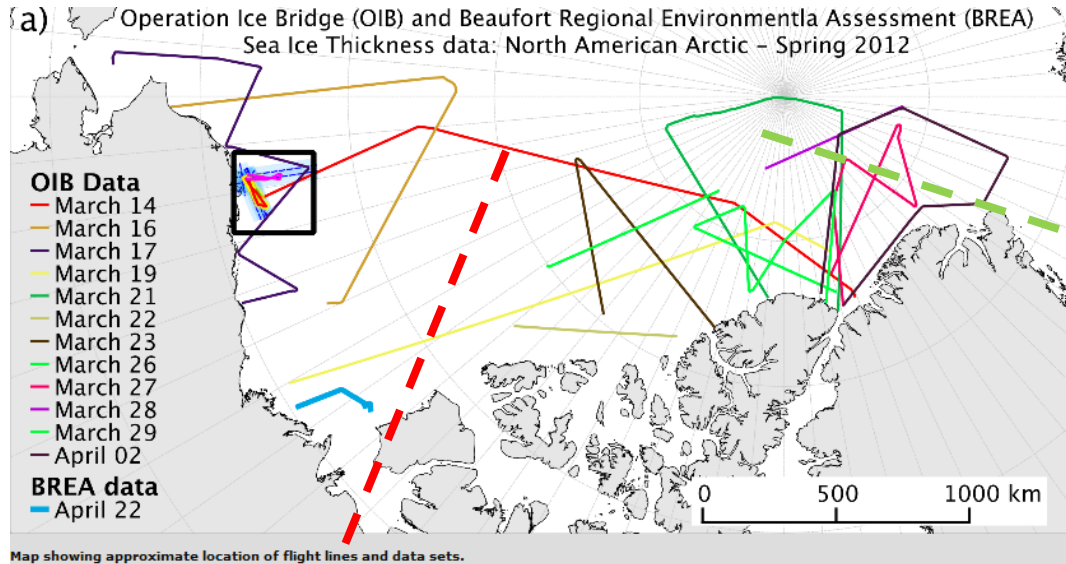 a) Operation Ice Bridge (OIB) and Beaufort Regional Environmentla Assessment (BREA)
Sea Ice Thickness data: North American Arctic – Spring 2012
OIB Data
March 14
March 16
March 17
March 19
March 21
March 22
March 23
March 26
March 27
March 28
March 29
April 02
BREA data
April 22
0 500 1000 km
Map showing approximate location of flight lines and data sets.